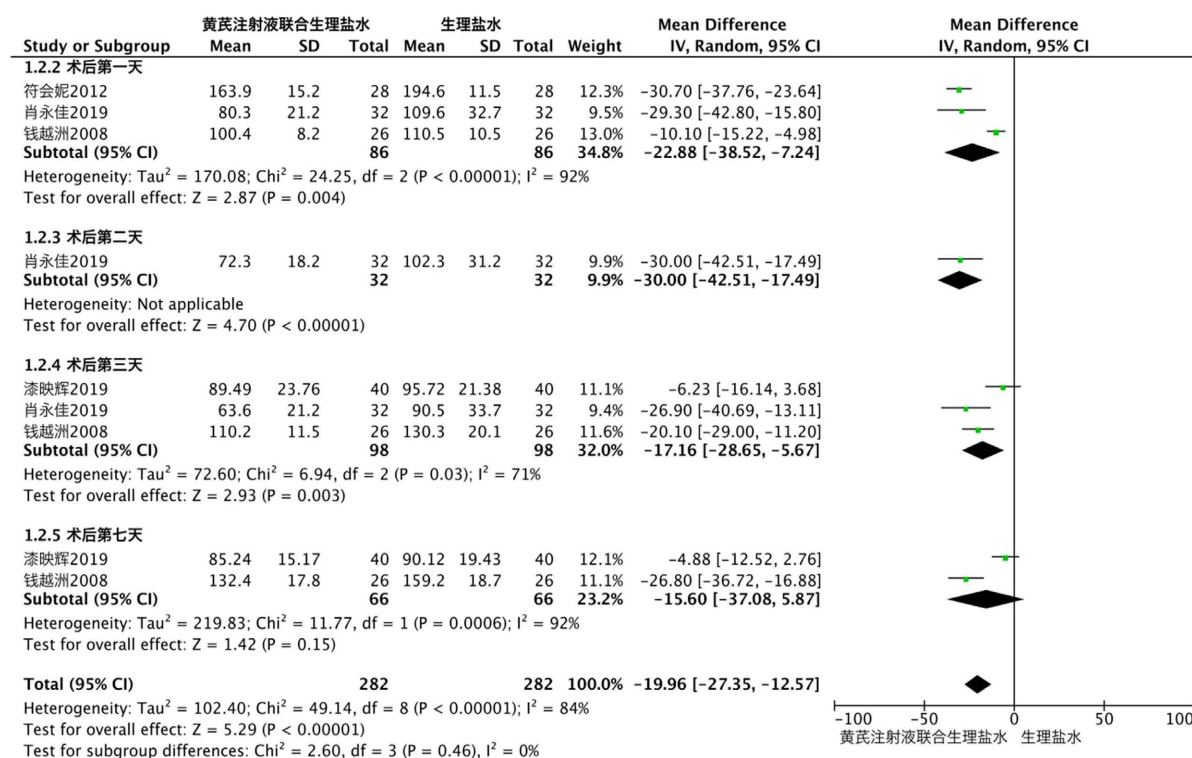 黄芪注射液联合生理盐水 生理盐水 Mean Difference Mean Difference
Study or Subgroup Mean SD Total Mean SD Total Weight IV, Random, 95% CI IV, Random, 95% CI
1.2.2 术后第一天
符会妮2012 163.9 15.2 28 194.6 11.5 28 12.3% −30.70 [−37.76, −23.64]
肖永佳2019 80.3 21.2 32 109.6 32.7 32 9.5% −29.30 [−42.80, −15.80]
钱越洲2008 100.4 8.2 26 110.5 10.5 26 13.0% −10.10 [−15.22, −4.98]
Subtotal (95% CI) 86 86 34.8% −22.88 [−38.52, −7.24]
Heterogeneity: Tau² = 170.08; Chi² = 24.25, df = 2 (P < 0.00001); I² = 92%
Test for overall effect: Z = 2.87 (P = 0.004)
1.2.3 术后第二天
肖永佳2019 72.3 18.2 32 102.3 31.2 32 9.9% −30.00 [−42.51, −17.49]
Subtotal (95% CI) 32 32 9.9% −30.00 [−42.51, −17.49]
Heterogeneity: Not applicable
Test for overall effect: Z = 4.70 (P < 0.00001)
1.2.4 术后第三天
漆映辉2019 89.49 23.76 40 95.72 21.38 40 11.1% −6.23 [−16.14, 3.68]
肖永佳2019 63.6 21.2 32 90.5 33.7 32 9.4% −26.90 [−40.69, −13.11]
钱越洲2008 110.2 11.5 26 130.3 20.1 26 11.6% −20.10 [−29.00, −11.20]
Subtotal (95% CI) 98 98 32.0% −17.16 [−28.65, −5.67]
Heterogeneity: Tau² = 72.60; Chi² = 6.94, df = 2 (P = 0.03); I² = 71%
Test for overall effect: Z = 2.93 (P = 0.003)
1.2.5 术后第七天
漆映辉2019 85.24 15.17 40 90.12 19.43 40 12.1% −4.88 [−12.52, 2.76]
钱越洲2008 132.4 17.8 26 159.2 18.7 26 11.1% −26.80 [−36.72, −16.88]
Subtotal (95% CI) 66 66 23.2% −15.60 [−37.08, 5.87]
Heterogeneity: Tau² = 219.83; Chi² = 11.77, df = 1 (P = 0.0006); I² = 92%
Test for overall effect: Z = 1.42 (P = 0.15)
Total (95% CI) 282 282 100.0% −19.96 [−27.35, −12.57]
Heterogeneity: Tau² = 102.40; Chi² = 49.14, df = 8 (P < 0.00001); I² = 84%
Test for overall effect: Z = 5.29 (P < 0.00001)
Test for subgroup differences: Chi² = 2.60, df = 3 (P = 0.46), I² = 0%
−100 −50 0 50 100
黄芪注射液联合生理盐水 生理盐水